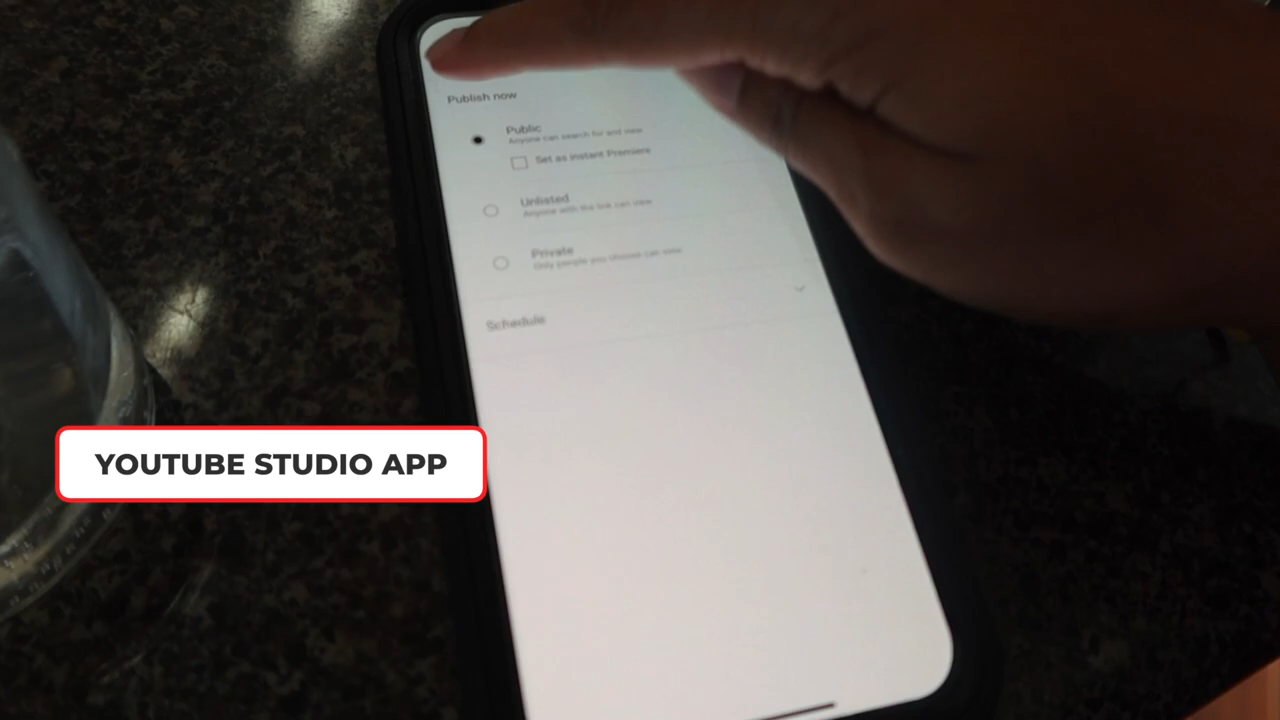 Publish now
Public
Anyone can search for and view
Set as instant Premiere
Unlisted
Anyone with the link can view
Private
Only people you choose can view
Schedule
YOUTUBE STUDIO APP